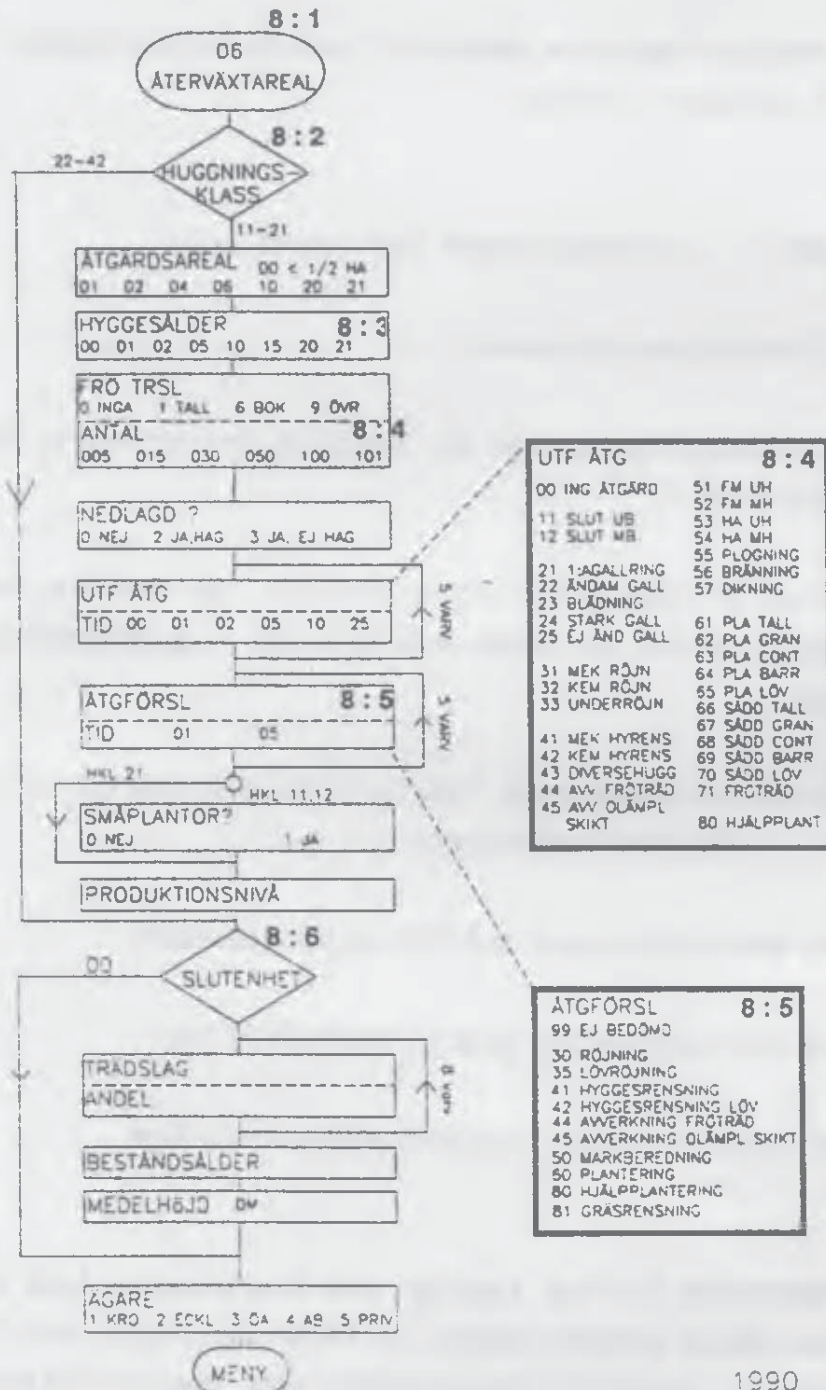 8:1
06
ÅTERVÄXTAREAL
8:2
22-42
HUGGNINGS-
KLASS
11-21
ÅTGÄRDSAREAL 00 < 1/2 HA
01 02 04 06 10 20 21
HYGGESÅLDER 8:3
00 01 02 05 10 15 20 21
FRÖ TRSL
0 INGA 1 TALL 6 BOK 9 ÖVR
ANTAL 8:4
005 015 030 050 100 101
NEDLAGD ?
0 NEJ 2 JA,HAG 3 JA, EJ HAG
UTF ÅTG
TID 00 01 02 05 10 25
5 VARV
ÅTGFÖRSL 8:5
TID 01 05
5 VARV
HKL 21
HKL 11,12
SMÅPLANTOR?
0 NEJ 1 JA
PRODUKTIONSNIVÅ
8:6
00
SLUTENHET
TRÄDSLAG
ANDEL
8 varv
BESTÅNDSÅLDER
MEDELHÖJD DM
ÄGARE
1 KRO 2 ECKL 3 ÖA 4 AB 5 PRIV
MENY
UTF ÅTG 8:4
00 ING ÅTGÄRD
11 SLUT UB
12 SLUT MB
21 1:AGALLRING
22 ÄNDAM GALL
23 BLÄDNING
24 STARK GALL
25 EJ ÄND GALL
31 MEK RÖJN
32 KEM RÖJN
33 UNDERRÖJN
41 MEK HYRENS
42 KEM HYRENS
43 DIVERSEHUGG
44 AVV FRÖTRÄD
45 AVV OLÄMPL
SKIKT
51 FM UH
52 FM MH
53 HA UH
54 HA MH
55 PLOGNING
56 BRÄNNING
57 DIKNING
61 PLA TALL
62 PLA GRAN
63 PLA CONT
64 PLA BARR
65 PLA LÖV
66 SÅDD TALL
67 SÅDD GRAN
68 SÅDD CONT
69 SÅDD BARR
70 SÅDD LÖV
71 FRÖTRÄD
80 HJÄLPPLANT
ÅTGFÖRSL 8:5
99 EJ BEDÖMD
30 RÖJNING
35 LÖVRÖJNING
41 HYGGESRENSNING
42 HYGGESRENSNING LÖV
44 AVVERKNING FRÖTRÄD
45 AVVERKNING OLÄMPL SKIKT
50 MARKBEREDNING
60 PLANTERING
80 HJÄLPPLANTERING
81 GRÄSRENSNING
1990